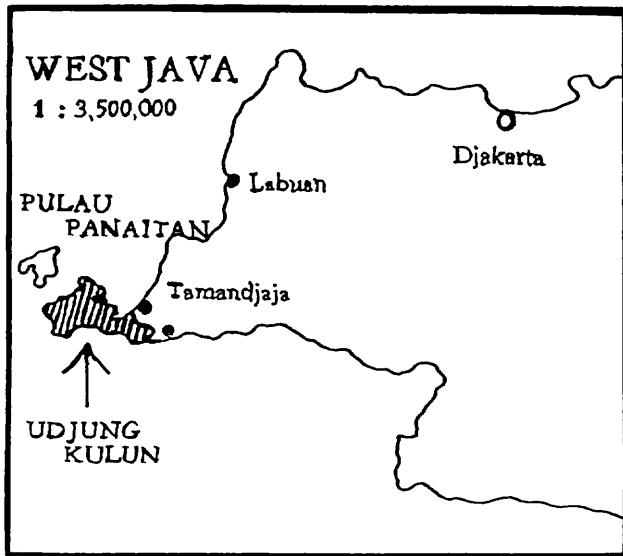 WEST JAVA
1 : 3,500,000
Djakarta
Labuan
PULAU
PANAITAN
Tamandjaja
UDJUNG
KULUN